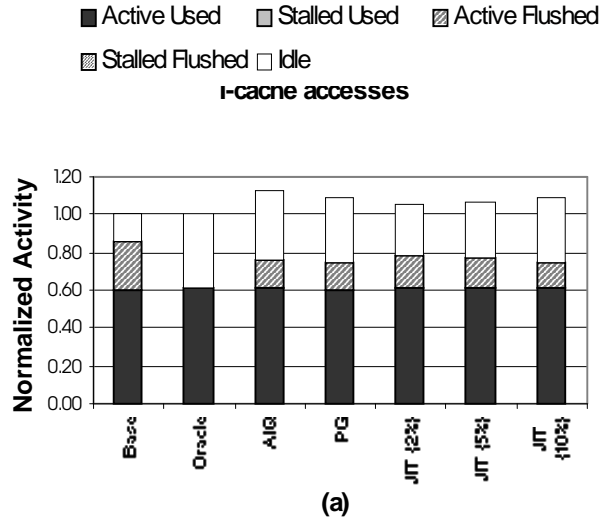 Active Used Stalled Used Active Flushed
Stalled Flushed Idle
I-cache accesses
Normalized Activity
1.20
1.00
0.80
0.60
0.40
0.20
0.00
Base
Oracle
AIQ
PG
JIT (2%)
JIT (5%)
JIT
(10%)
(a)